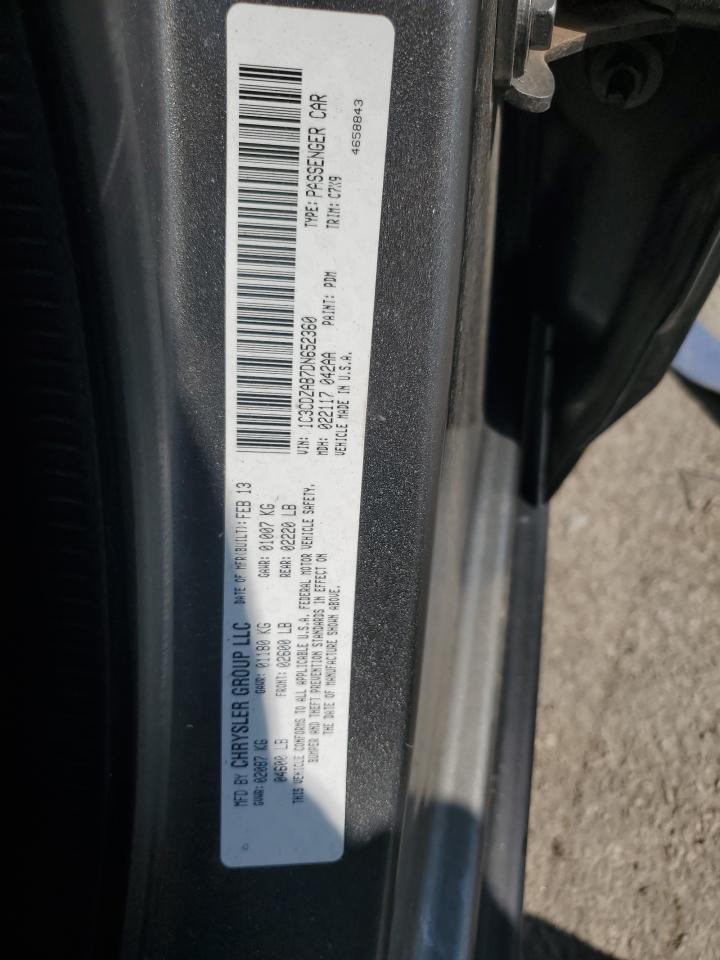 MFD BY CHRYSLER GROUP LLC DATE OF MFR(BUILT): FEB 13
GVWR: 02087 KG GAWR: 01180 KG GAWR: 01007 KG
04600 LB FRONT: 02600 LB REAR: 02220 LB
THIS VEHICLE CONFORMS TO ALL APPLICABLE U.S.A. FEDERAL MOTOR VEHICLE SAFETY,
BUMPER AND THEFT PREVENTION STANDARDS IN EFFECT ON
THE DATE OF MANUFACTURE SHOWN ABOVE.
VIN: 1C3CDZAB7DN652360 TYPE: PASSENGER CAR
MDH: 022117 042AA PAINT: PDM TRIM: C7X9
VEHICLE MADE IN U.S.A.
4658843